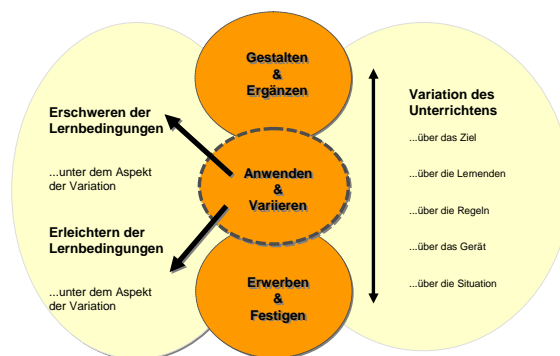 Gestalten
&
Ergänzen
Erschweren der
Lernbedingungen
...unter dem Aspekt
der Variation
Anwenden
&
Variieren
Erleichtern der
Lernbedingungen
...unter dem Aspekt
der Variation
Erwerben
&
Festigen
Variation des
Unterrichtens
...über das Ziel
...über die Lernenden
...über die Regeln
...über das Gerät
...über die Situation